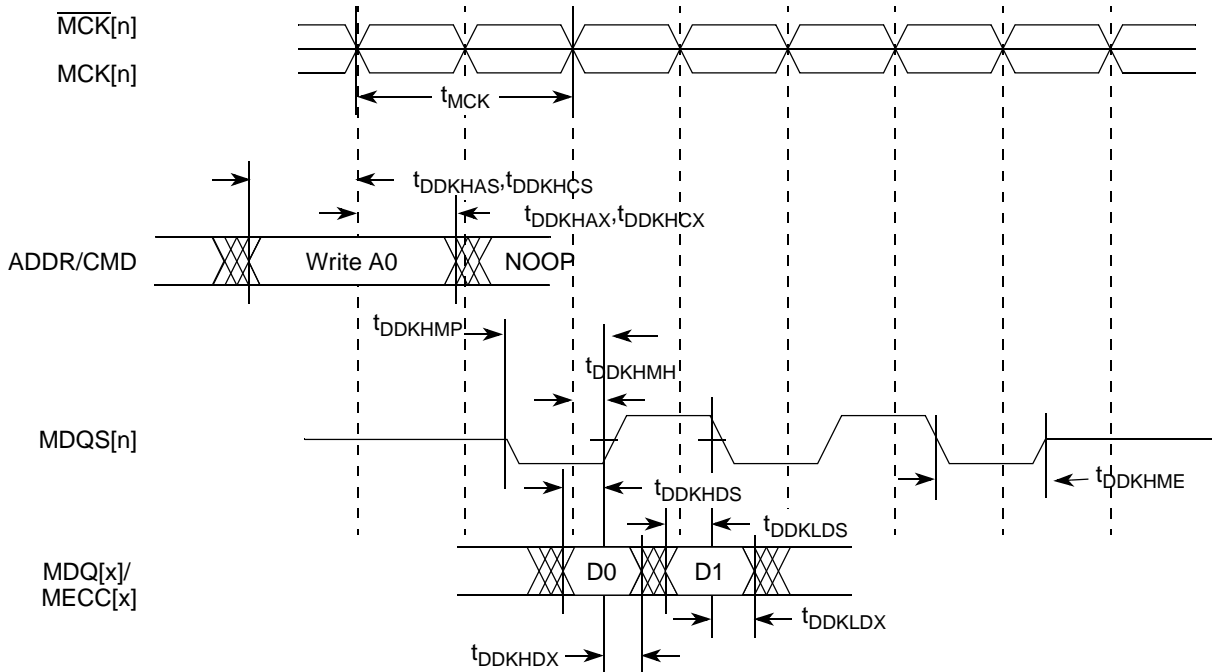 MCK[n]
MCK[n]
tMCK
tDDKHAS,tDDKHCS
tDDKHAX,tDDKHCX
ADDR/CMD
Write A0
NOOP
tDDKHMP
tDDKHMH
MDQS[n]
tDDKHME
tDDKHDS
tDDKLDS
MDQ[x]/
MECC[x]
D0
D1
tDDKLDX
tDDKHDX